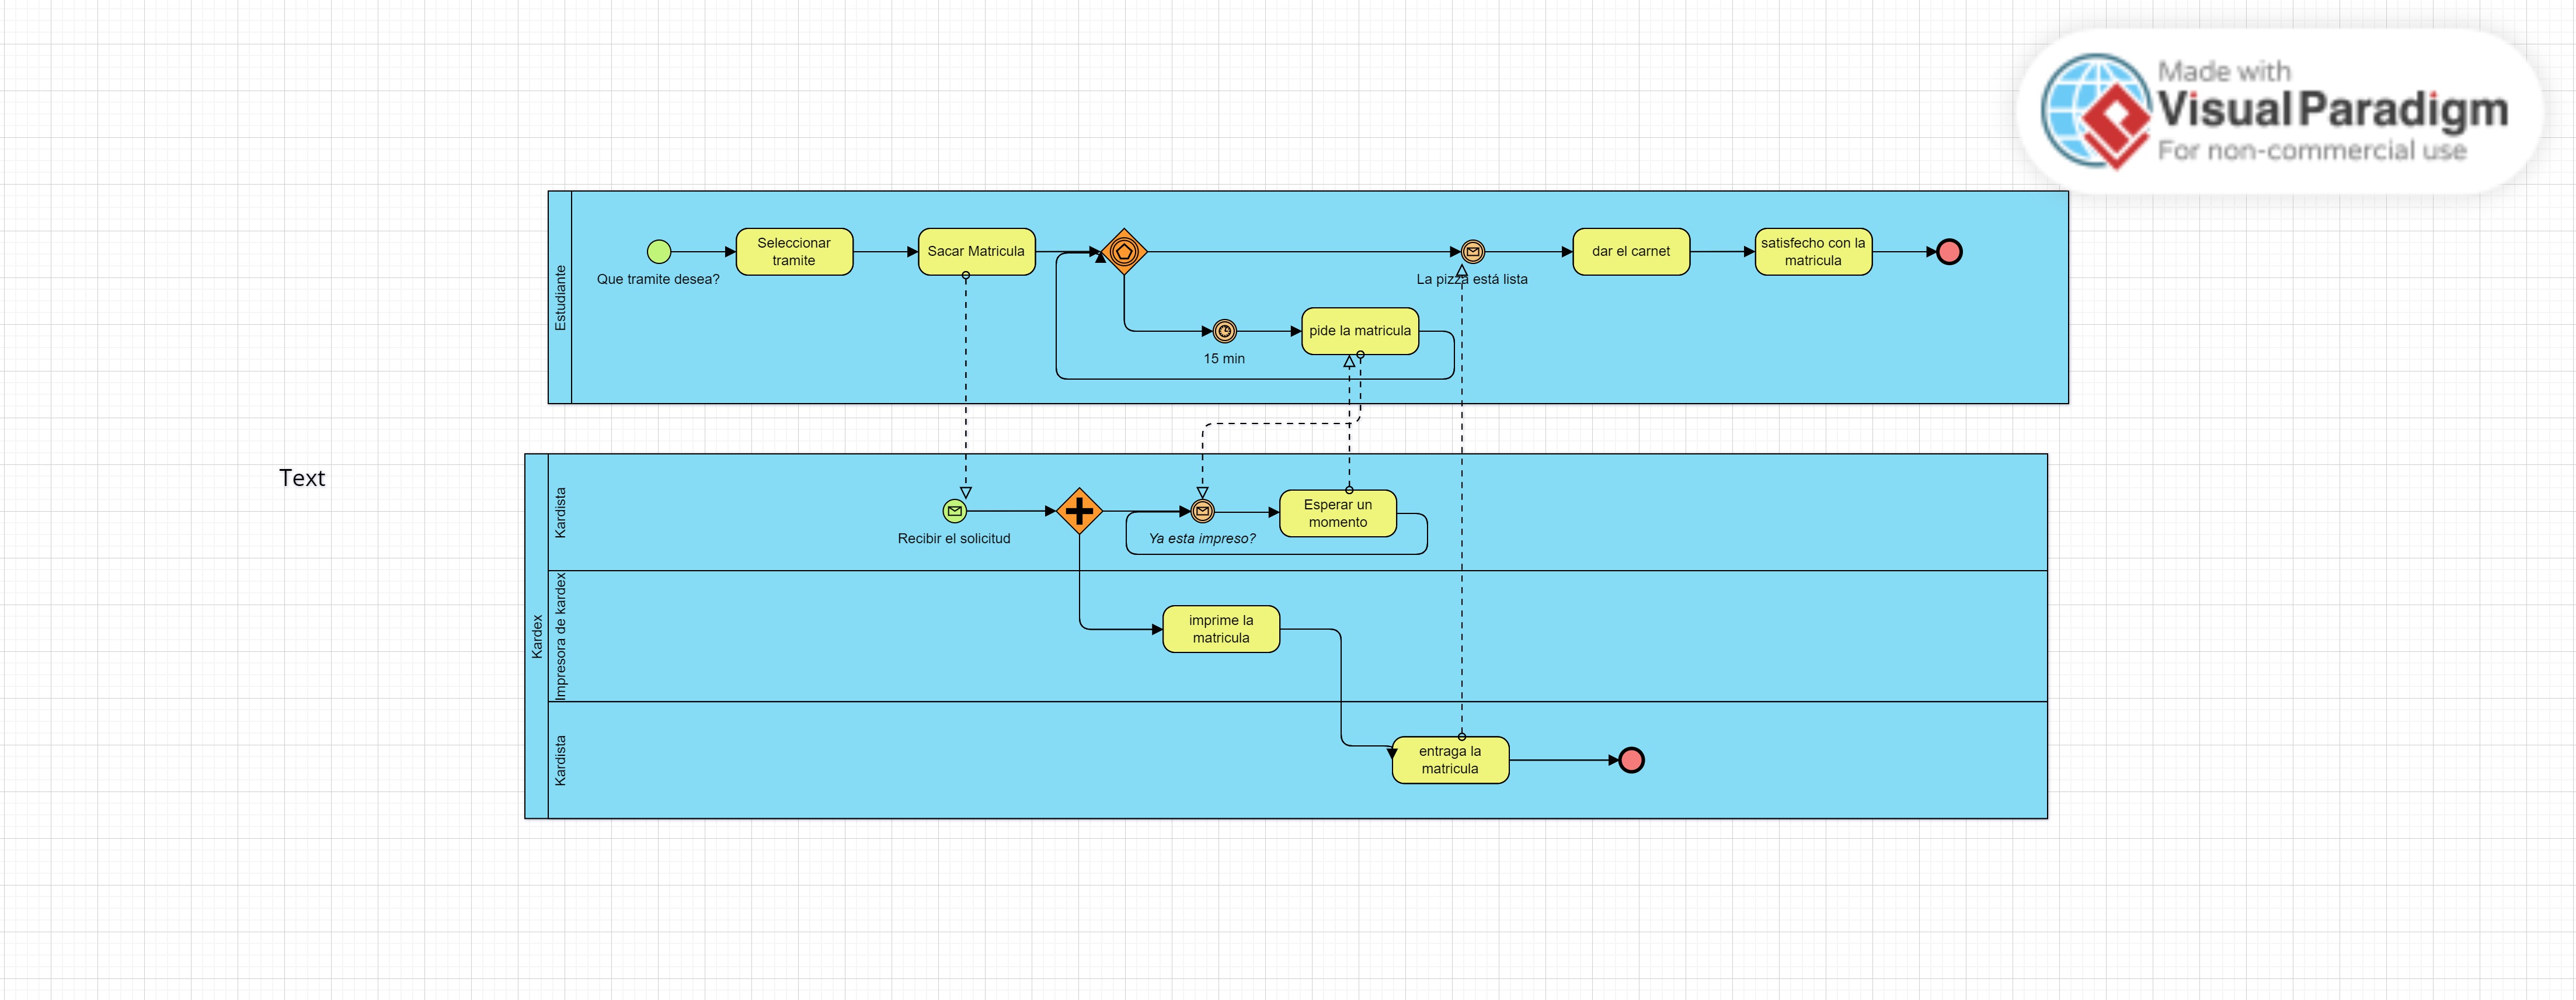 Made with
Visual Paradigm
For non-commercial use
Estudiante
Que tramite desea?
Seleccionar
tramite
Sacar Matricula
La pizza está lista
dar el carnet
satisfecho con la
matricula
15 min
pide la matricula
Text
Kardex
Kardista
Recibir el solicitud
Ya esta impreso?
Esperar un
momento
Impresora de kardex
imprime la
matricula
Kardista
entraga la
matricula